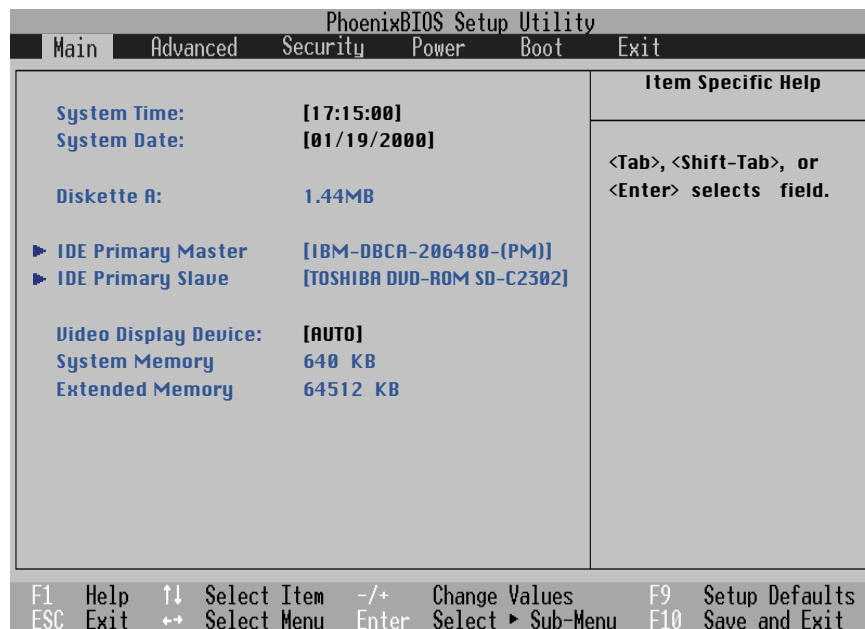 PhoenixBIOS Setup Utility
Main Advanced Security Power Boot Exit
Item Specific Help
System Time: [17:15:00]
System Date: [01/19/2000]
<Tab>, <Shift-Tab>, or
<Enter> selects field.
Diskette A: 1.44MB
▶ IDE Primary Master [IBM-DBCA-206480-(PM)]
▶ IDE Primary Slave [TOSHIBA DVD-ROM SD-C2302]
Video Display Device: [AUTO]
System Memory 640 KB
Extended Memory 64512 KB
F1 Help ↑↓ Select Item -/+ Change Values F9 Setup Defaults
ESC Exit ←→ Select Menu Enter Select ▶ Sub-Menu F10 Save and Exit